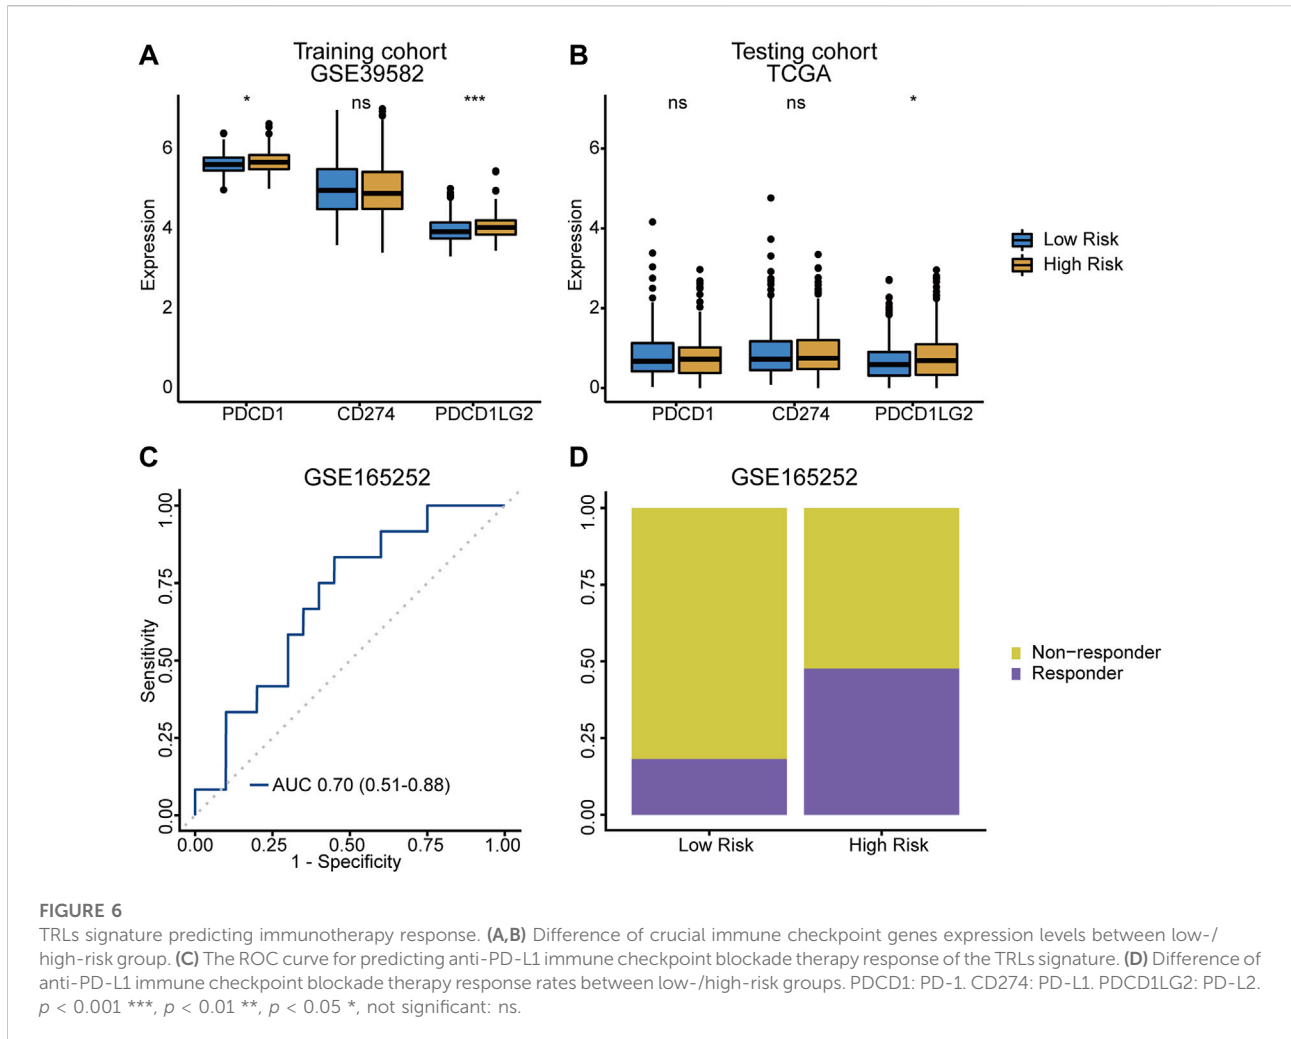 A
Training cohort
GSE39582
* ns ***
Expression
6
4
2
0
PDCD1 CD274 PDCD1LG2
B
Testing cohort
TCGA
ns ns *
Expression
6
4
2
0
PDCD1 CD274 PDCD1LG2
Low Risk
High Risk
C
GSE165252
Sensitivity
1.00
0.75
0.50
0.25
0.00
AUC 0.70 (0.51-0.88)
0.00 0.25 0.50 0.75 1.00
1 - Specificity
D
GSE165252
1.00
0.75
0.50
0.25
0.00
Low Risk High Risk
Non−responder
Responder
FIGURE 6
TRLs signature predicting immunotherapy response. (A,B) Difference of crucial immune checkpoint genes expression levels between low-/
high-risk group. (C) The ROC curve for predicting anti-PD-L1 immune checkpoint blockade therapy response of the TRLs signature. (D) Difference of
anti-PD-L1 immune checkpoint blockade therapy response rates between low-/high-risk groups. PDCD1: PD-1. CD274: PD-L1. PDCD1LG2: PD-L2.
p < 0.001 ***, p < 0.01 **, p < 0.05 *, not significant: ns.